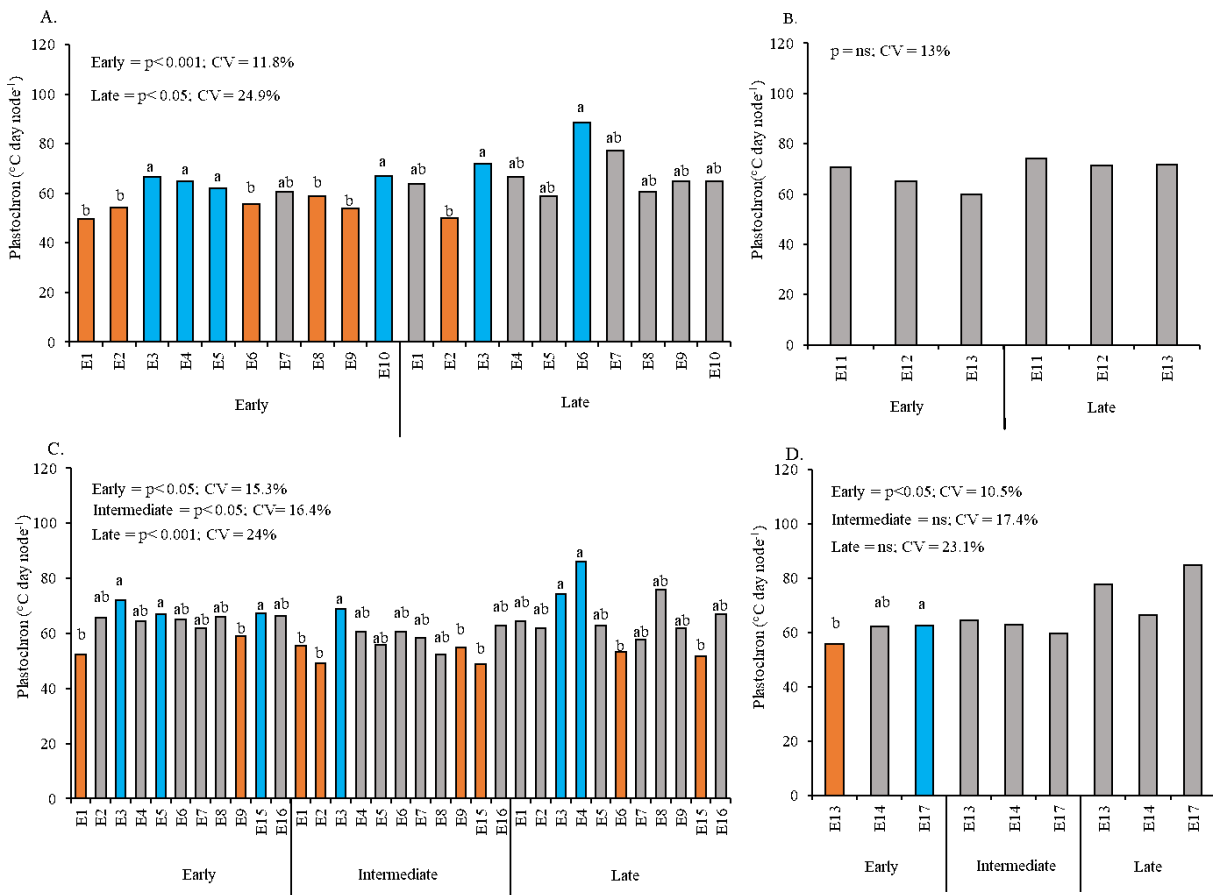 A.
Early = p<0.001; CV = 11.8%
Late = p<0.05; CV = 24.9%
Plastochron (°C day node⁻¹)
120
100
80
60
40
20
0
b b a a a b ab b b a ab b a ab ab a ab ab ab ab
E1 E2 E3 E4 E5 E6 E7 E8 E9 E10 E1 E2 E3 E4 E5 E6 E7 E8 E9 E10
Early Late
B.
p = ns; CV = 13%
Plastochron(°C day node⁻¹)
120
100
80
60
40
20
0
E11 E12 E13 E11 E12 E13
Early Late
C.
Early = p<0.05; CV = 15.3%
Intermediate = p<0.05; CV= 16.4%
Late = p<0.001; CV = 24%
Plastochron (°C day node⁻¹)
120
100
80
60
40
20
0
b ab a ab a ab ab ab b a ab b b a ab ab ab ab ab b b ab ab ab a a ab b ab ab ab b ab
E1 E2 E3 E4 E5 E6 E7 E8 E9 E15 E16 E1 E2 E3 E4 E5 E6 E7 E8 E9 E15 E16 E1 E2 E3 E4 E5 E6 E7 E8 E9 E15 E16
Early Intermediate Late
D.
Early = p<0.05; CV = 10.5%
Intermediate = ns; CV = 17.4%
Late = ns; CV = 23.1%
Plastochron (°C day node⁻¹)
120
100
80
60
40
20
0
b ab a
E13 E14 E17 E13 E14 E17 E13 E14 E17
Early Intermediate Late